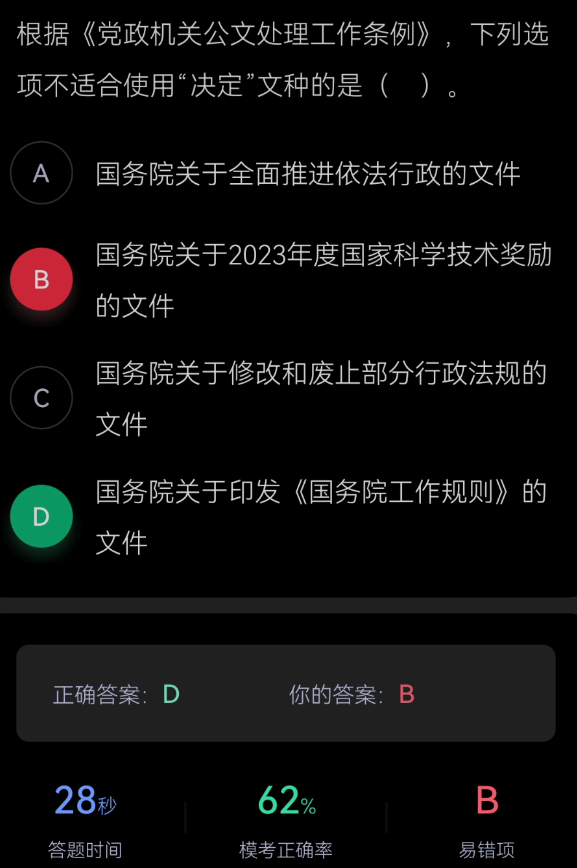 根据《党政机关公文处理工作条例》，下列选
项不适合使用“决定”文种的是（　）。
A 国务院关于全面推进依法行政的文件
国务院关于2023年度国家科学技术奖励
B
的文件
国务院关于修改和废止部分行政法规的
C
文件
国务院关于印发《国务院工作规则》的
D
文件
正确答案：D 你的答案：B
28秒 62% B
答题时间 模考正确率 易错项